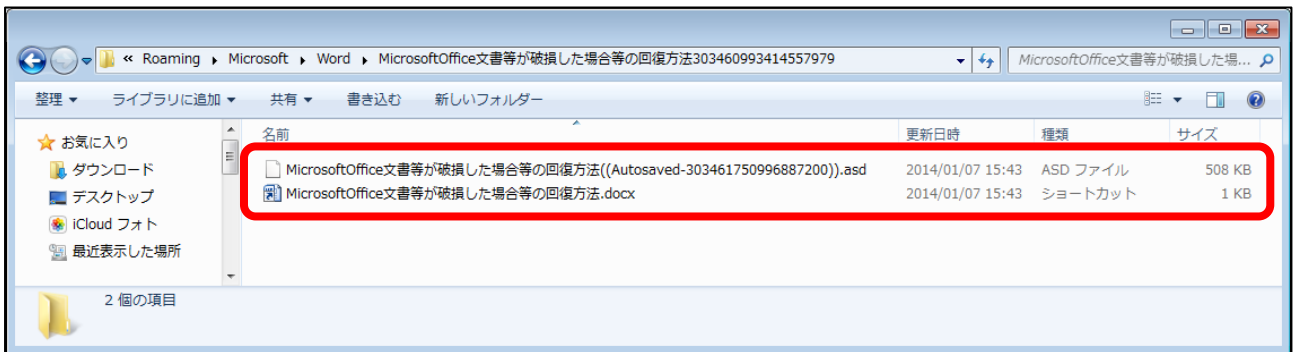 « Roaming ▸ Microsoft ▸ Word ▸ MicrosoftOffice文書等が破損した場合等の回復方法303460993414557979
MicrosoftOffice文書等が破損した場...
整理 ▼ ライブラリに追加 ▼ 共有 ▼ 書き込む 新しいフォルダー
お気に入り
ダウンロード
デスクトップ
iCloud フォト
最近表示した場所
名前 更新日時 種類 サイズ
MicrosoftOffice文書等が破損した場合等の回復方法((Autosaved-303461750996887200)).asd 2014/01/07 15:43 ASD ファイル 508 KB
MicrosoftOffice文書等が破損した場合等の回復方法.docx 2014/01/07 15:43 ショートカット 1 KB
2 個の項目